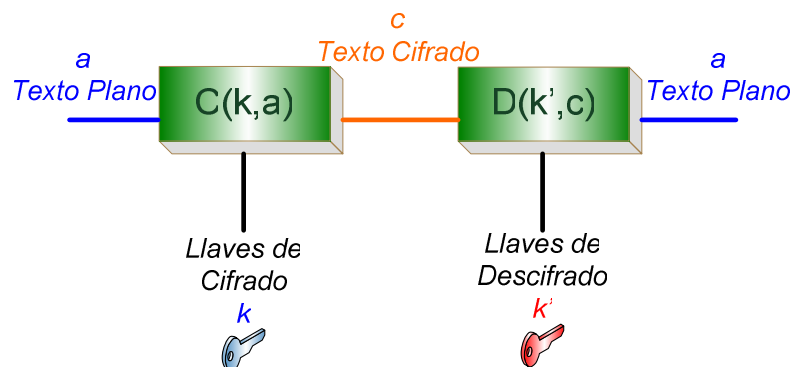 a
Texto Plano
C(k,a)
c
Texto Cifrado
D(k’,c)
a
Texto Plano
Llaves de
Cifrado
k
Llaves de
Descifrado
k’